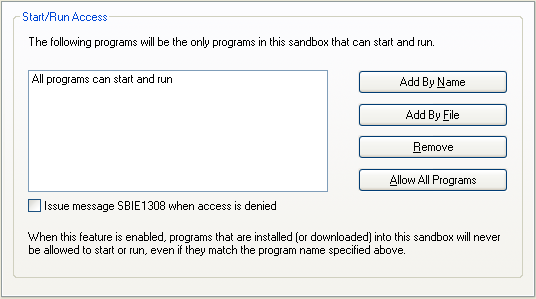 Start/Run Access
The following programs will be the only programs in this sandbox that can start and run.
All programs can start and run
Add By Name
Add By File
Remove
Allow All Programs
Issue message SBIE1308 when access is denied
When this feature is enabled, programs that are installed (or downloaded) into this sandbox will never
be allowed to start or run, even if they match the program name specified above.